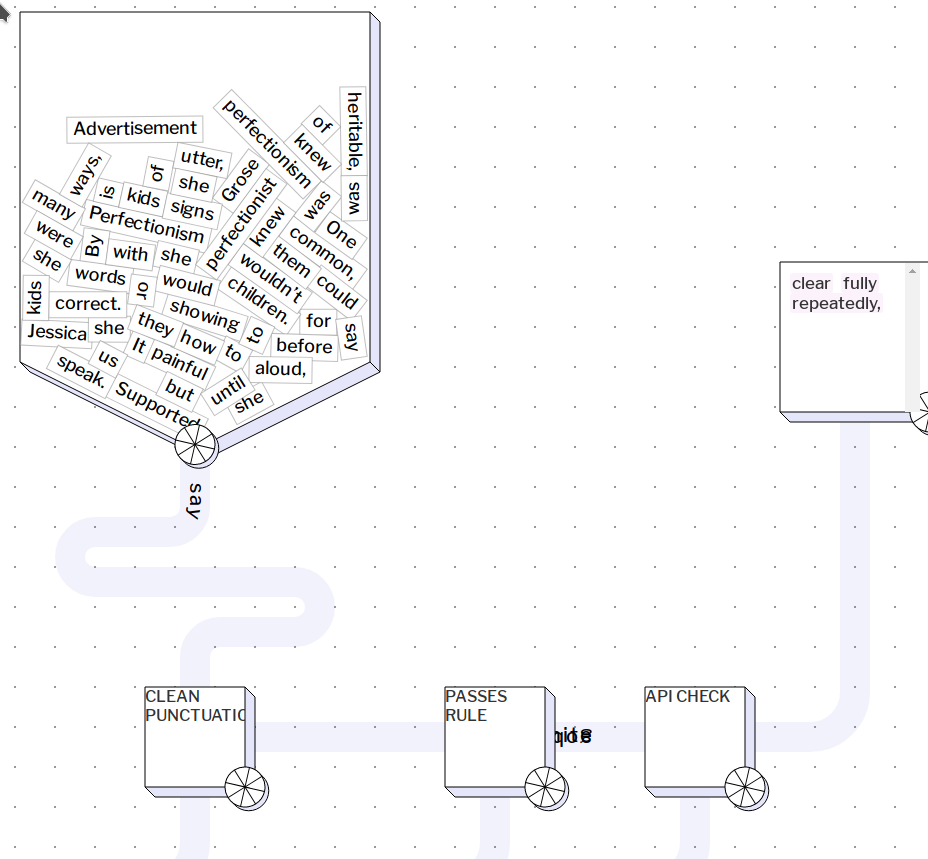 heritable,
of
perfectionism
Advertisement
knew
utter,
ways,
of
she
Grose
is
kids
signs
perfectionist
was
saw
many
Perfectionism
knew
One
were
By
with
she
common,
she
words
or
would
wouldn't
them
could
kids
correct.
showing
children.
for
Jessica
she
they
how
to
to
before
say
It
painful
us
aloud,
speak.
Supported
but
until
she
say
clear fully
repeatedly,
CLEAN
PUNCTUATIC
PASSES
RULE
API CHECK